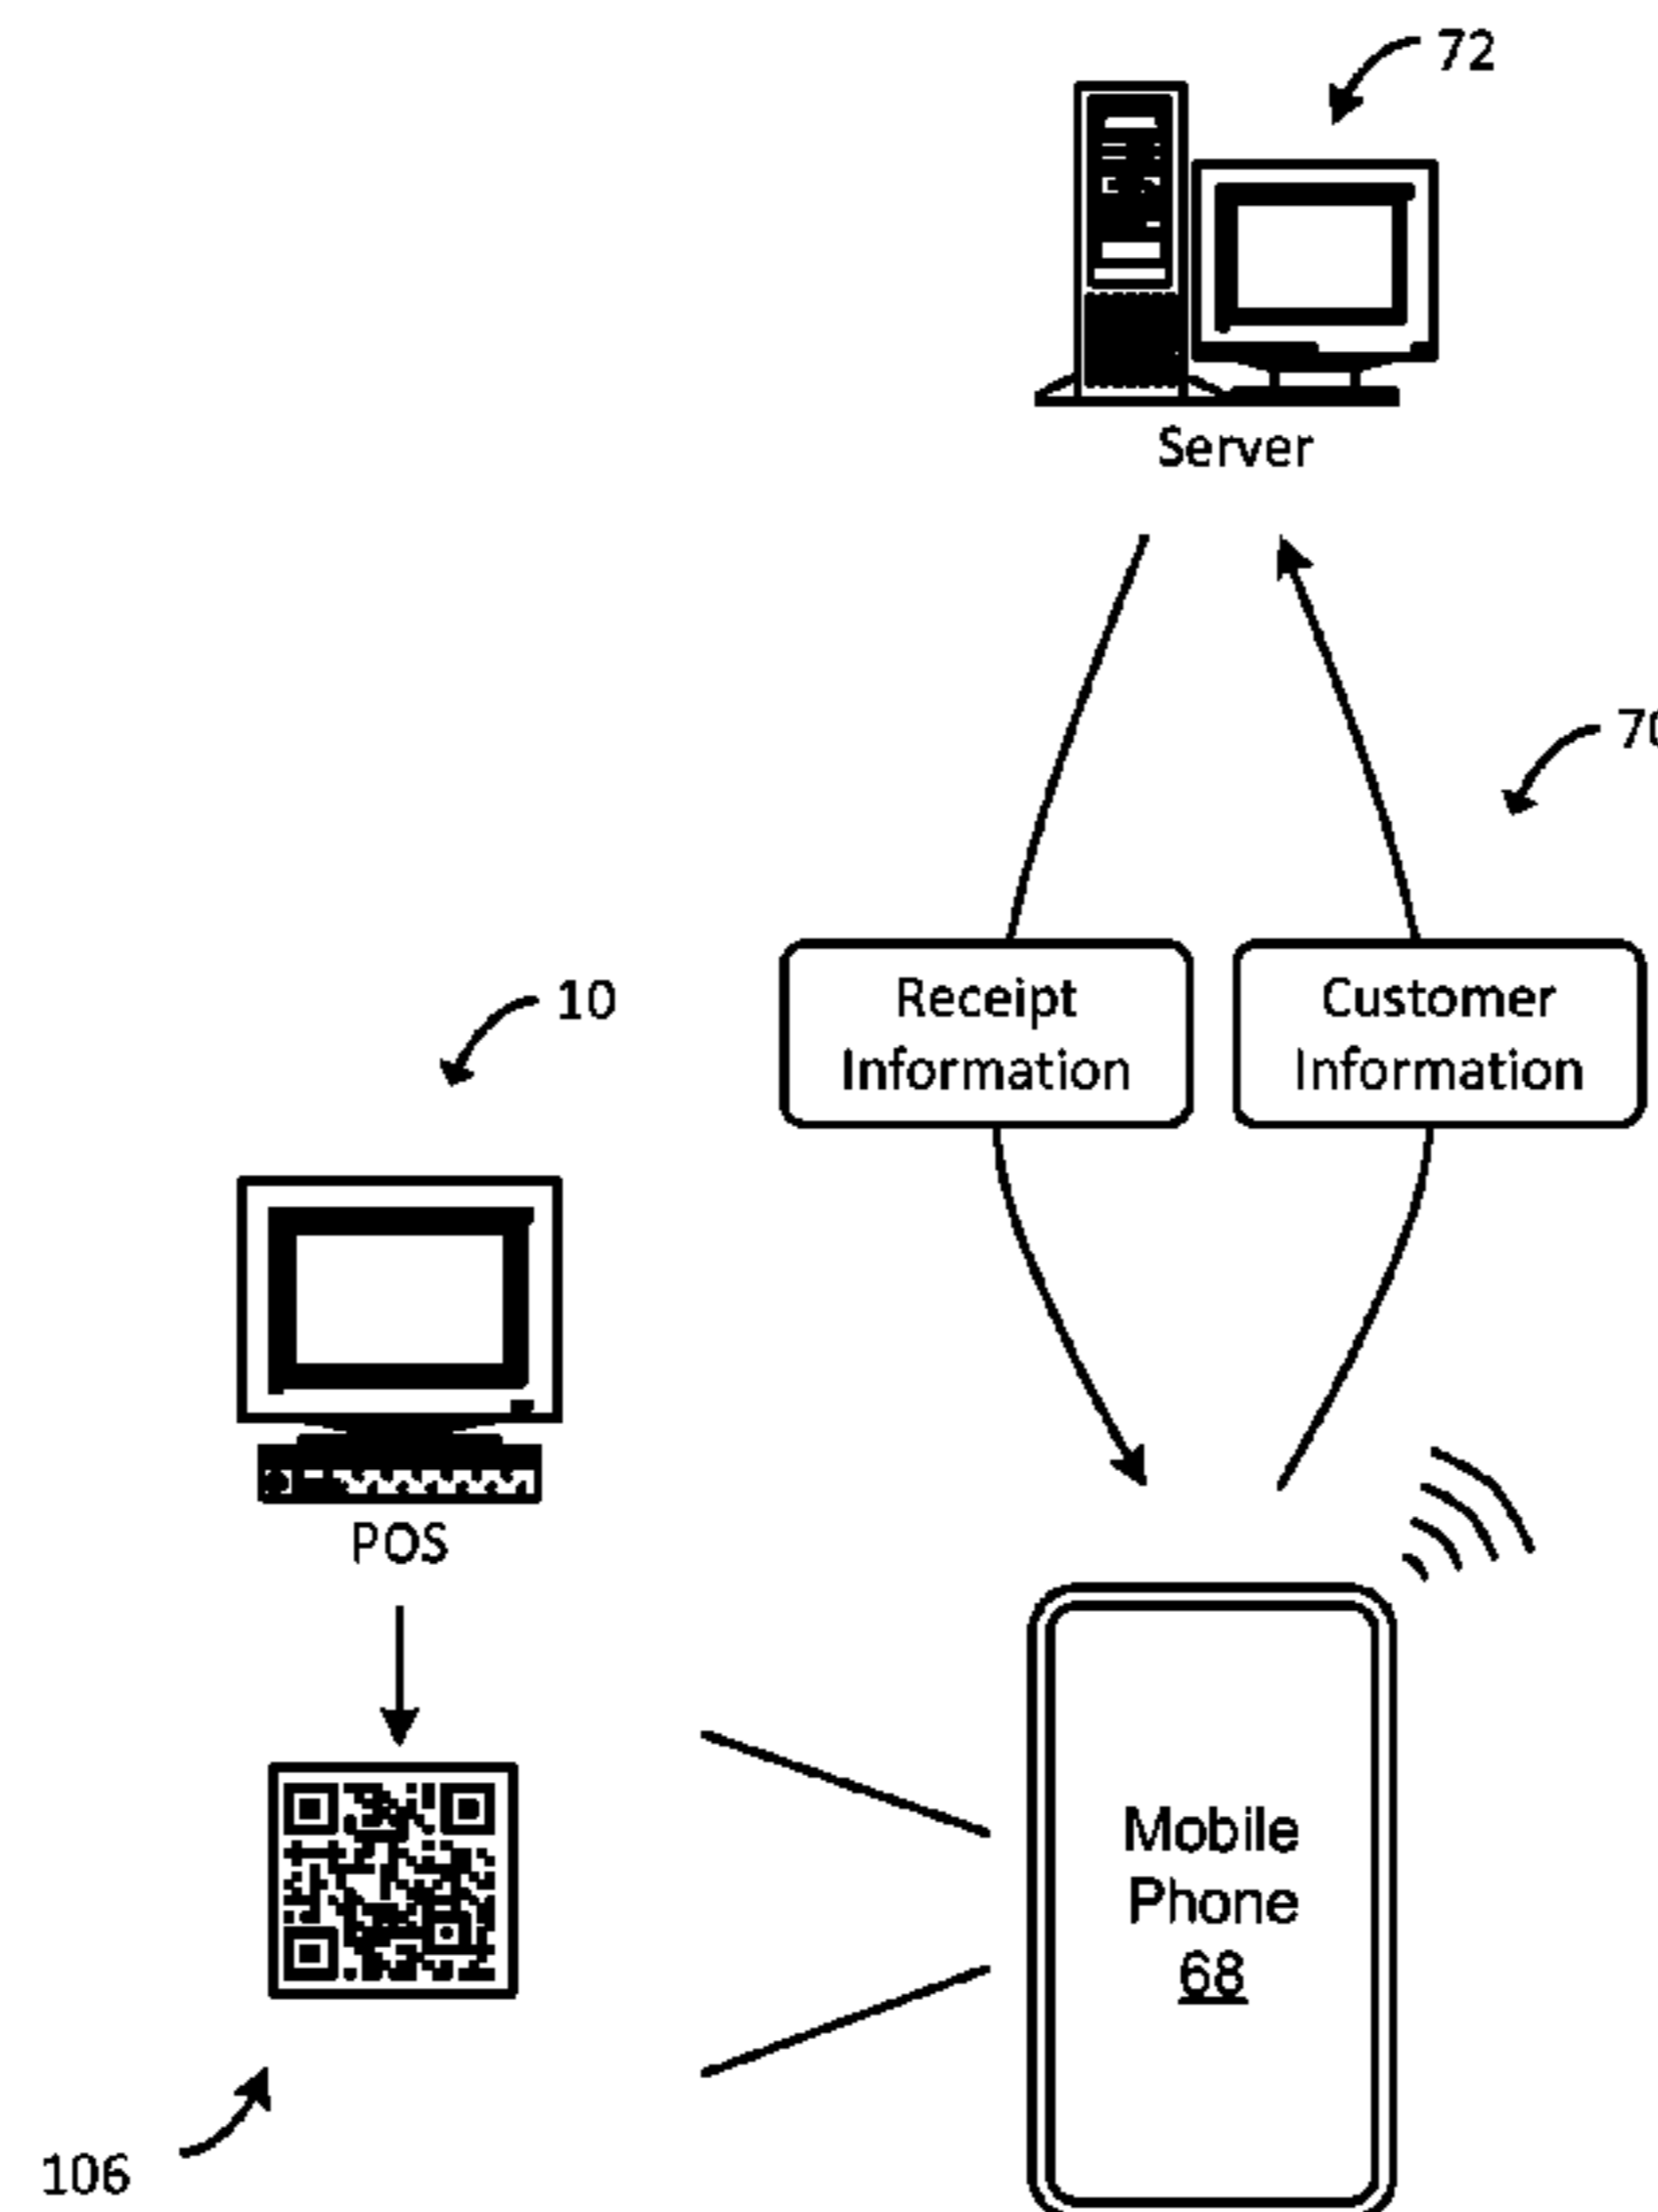 72
Server
70
Receipt
Information
Customer
Information
10
POS
Mobile
Phone
68
106